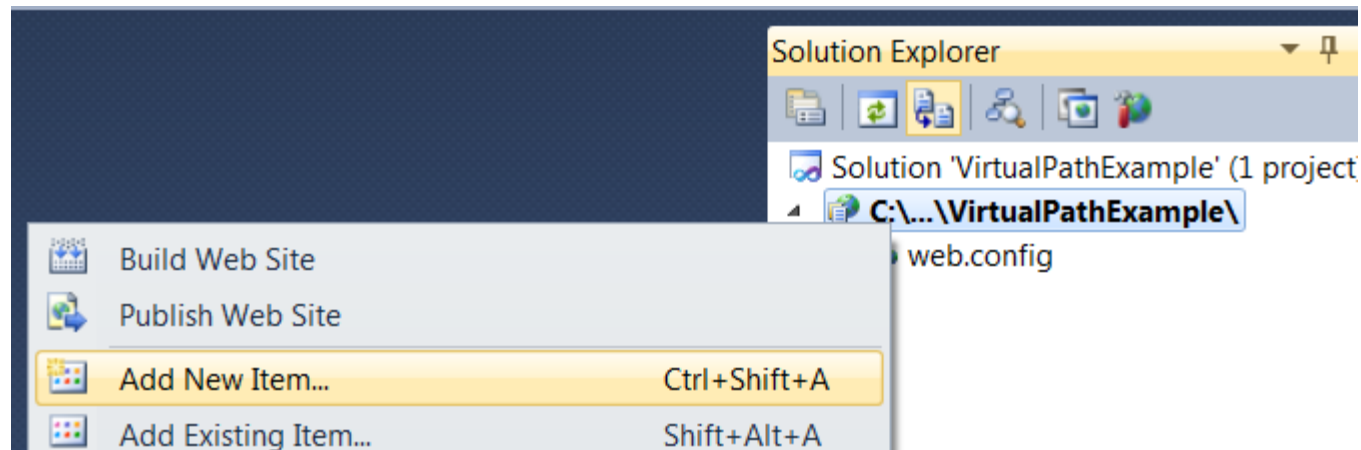 Solution Explorer
Solution 'VirtualPathExample' (1 project)
C:\...\VirtualPathExample\
web.config
Build Web Site
Publish Web Site
Add New Item... Ctrl+Shift+A
Add Existing Item... Shift+Alt+A